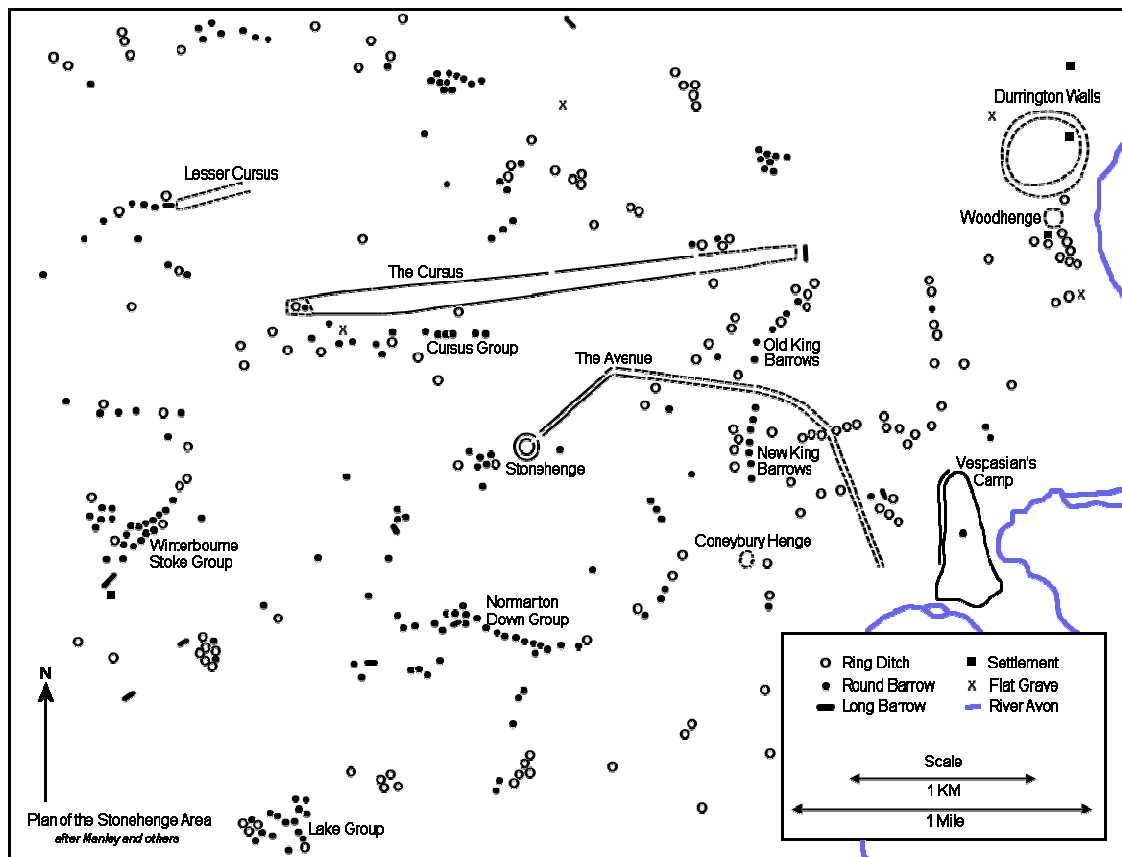 Durrington Walls
X
Lesser Cursus
Woodhenge
The Cursus
X
X
X
Cursus Group
Old King
Barrows
The Avenue
Stonehenge
New King
Barrows
Vespasian's
Camp
Winterbourne
Stoke Group
Coneybury Henge
Normanton
Down Group
N
Ring Ditch
Settlement
Round Barrow
X Flat Grave
Long Barrow
River Avon
Scale
1 KM
1 Mile
Plan of the Stonehenge Area
after Manley and others
Lake Group